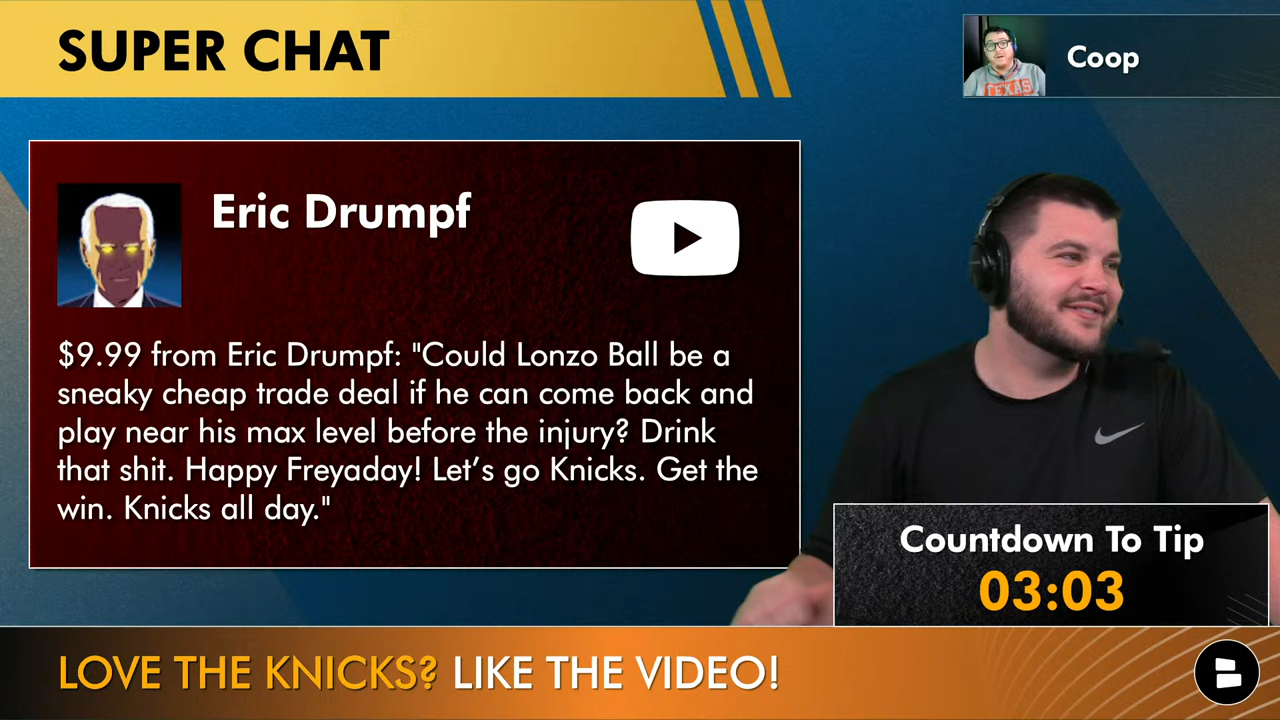 SUPER CHAT
Coop
TEXAS
Eric Drumpf
$9.99 from Eric Drumpf: "Could Lonzo Ball be a
sneaky cheap trade deal if he can come back and
play near his max level before the injury? Drink
that shit. Happy Freyaday! Let’s go Knicks. Get the
win. Knicks all day."
Countdown To Tip
03:03
LOVE THE KNICKS? LIKE THE VIDEO!